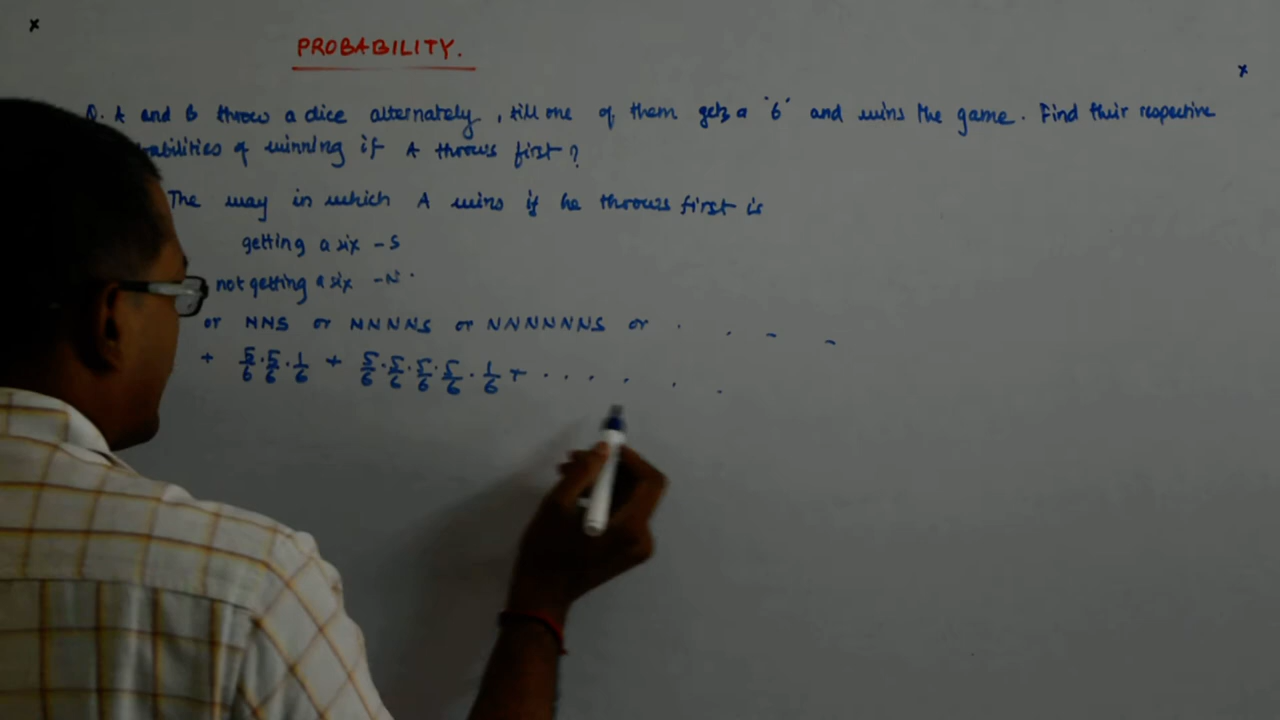 PROBABILITY.
Q. A and B throw a dice alternately, till one of them gets a '6' and wins the game. Find their respective
abilities of winning if A throws first?
The way in which A wins if he throws first is
getting a six - S
not getting a six - N
or NNS or NNNNS or NNNNNNS or . . - -
+ 5/6 . 5/6 . 1/6 + 5/6 . 5/6 . 5/6 . 5/6 . 1/6 + . . . . . .